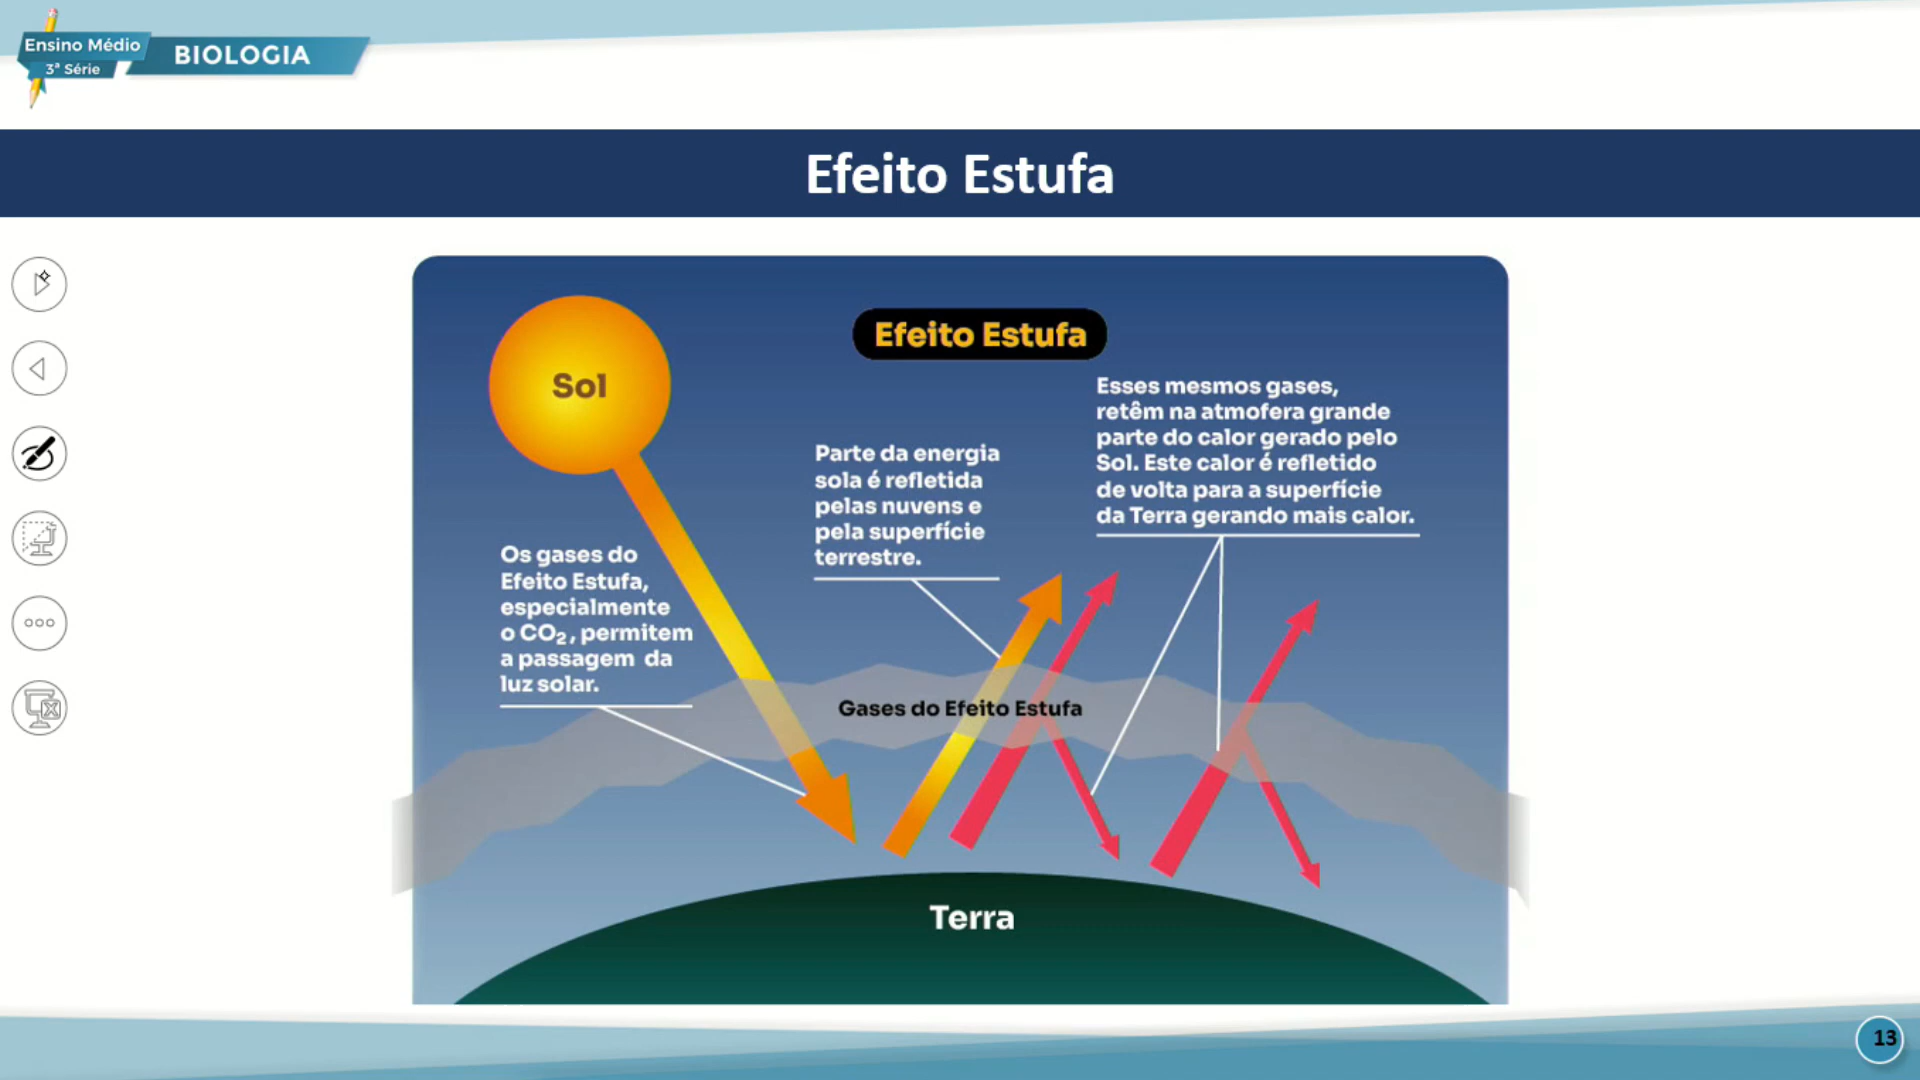 Ensino Médio
3ª Série
BIOLOGIA
Efeito Estufa
Efeito Estufa
Sol
Esses mesmos gases,
retêm na atmofera grande
parte do calor gerado pelo
Sol. Este calor é refletido
de volta para a superfície
da Terra gerando mais calor.
Parte da energia
sola é refletida
pelas nuvens e
pela superfície
terrestre.
Os gases do
Efeito Estufa,
especialmente
o CO₂, permitem
a passagem da
luz solar.
Gases do Efeito Estufa
Terra
13